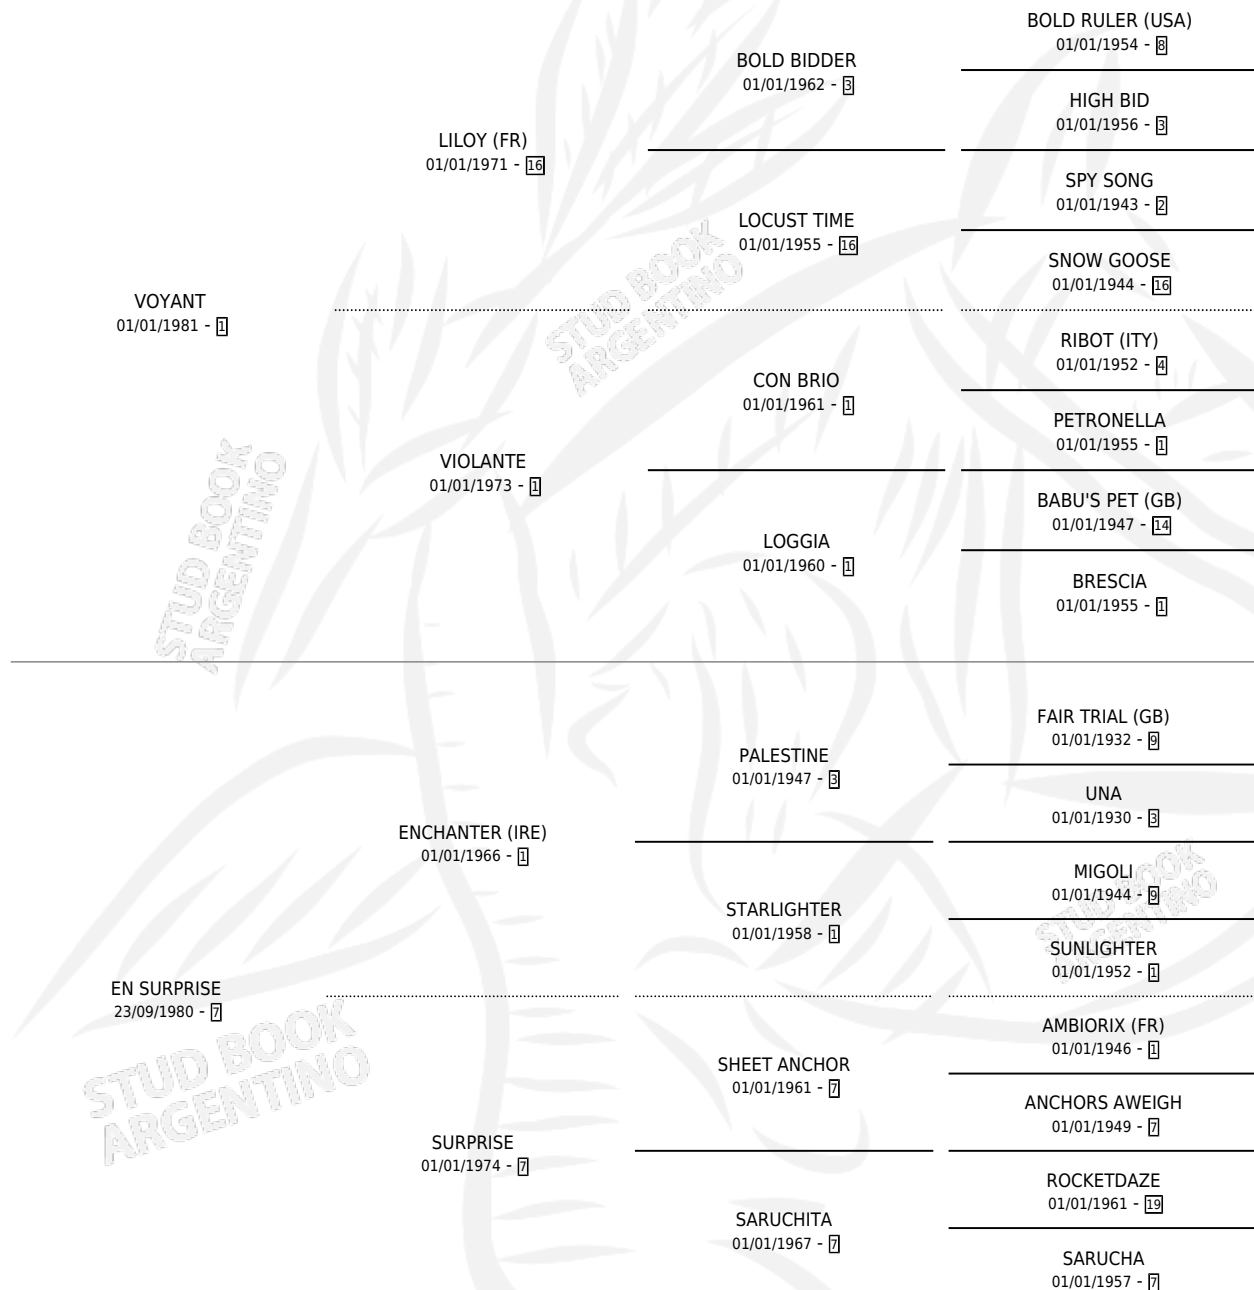 BOLD RULER (USA)
01/01/1954 - 8
BOLD BIDDER
01/01/1962 - 3
HIGH BID
01/01/1956 - 3
LILOY (FR)
01/01/1971 - 16
SPY SONG
01/01/1943 - 2
LOCUST TIME
01/01/1955 - 16
SNOW GOOSE
01/01/1944 - 16
VOYANT
01/01/1981 - 1
STUD BOOK
ARGENTINO
RIBOT (ITY)
01/01/1952 - 4
CON BRIO
01/01/1961 - 1
PETRONELLA
01/01/1955 - 1
VIOLANTE
01/01/1973 - 1
BABU'S PET (GB)
01/01/1947 - 14
LOGGIA
01/01/1960 - 1
BRESCIA
01/01/1955 - 1
STUD BOOK
ARGENTINO
FAIR TRIAL (GB)
01/01/1932 - 9
PALESTINE
01/01/1947 - 3
UNA
01/01/1930 - 3
ENCHANTER (IRE)
01/01/1966 - 1
MIGOLI
01/01/1944 - 9
STARLIGHTER
01/01/1958 - 1
SUNLIGHTER
01/01/1952 - 1
STUD BOOK
ARGENTINO
EN SURPRISE
23/09/1980 - 7
STUD BOOK
ARGENTINO
AMBIORIX (FR)
01/01/1946 - 1
SHEET ANCHOR
01/01/1961 - 7
ANCHORS AWEIGH
01/01/1949 - 7
SURPRISE
01/01/1974 - 7
ROCKETDAZE
01/01/1961 - 19
SARUCHITA
01/01/1967 - 7
SARUCHA
01/01/1957 - 7